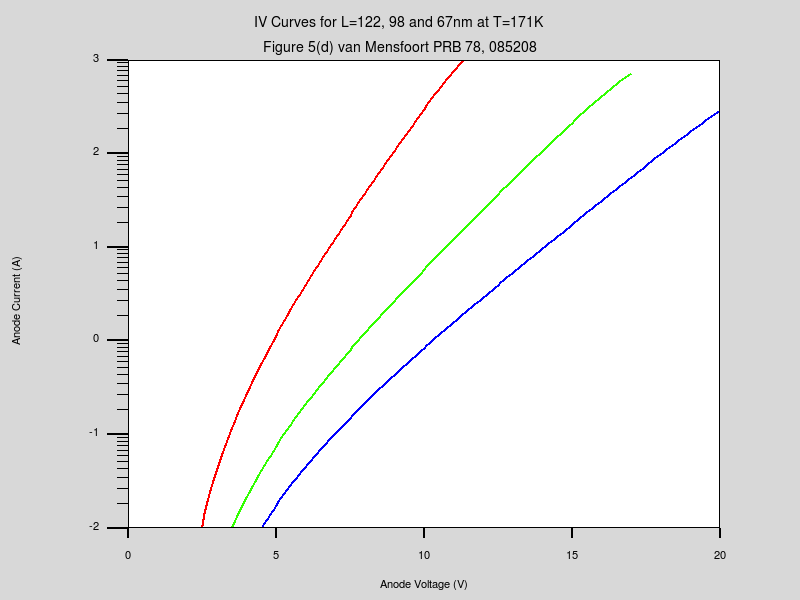 IV Curves for L=122, 98 and 67nm at T=171K
Figure 5(d) van Mensfoort PRB 78, 085208
3
2
1
0
-1
-2
Anode Current (A)
0 5 10 15 20
Anode Voltage (V)